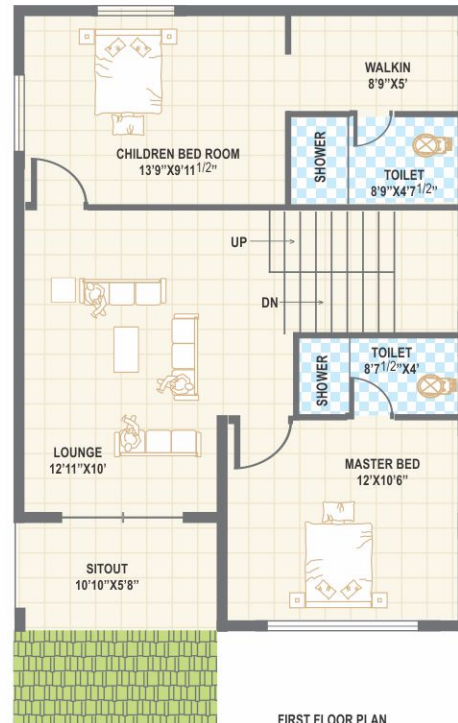 WALKIN
8'9"X5'
CHILDREN BED ROOM
13'9"X9'11 1/2"
SHOWER
TOILET
8'9"X4'7 1/2"
UP
DN
SHOWER
TOILET
8'7 1/2"X4'
LOUNGE
12'11"X10'
MASTER BED
12'X10'6"
SITOUT
10'10"X5'8"
FIRST FLOOR PLAN